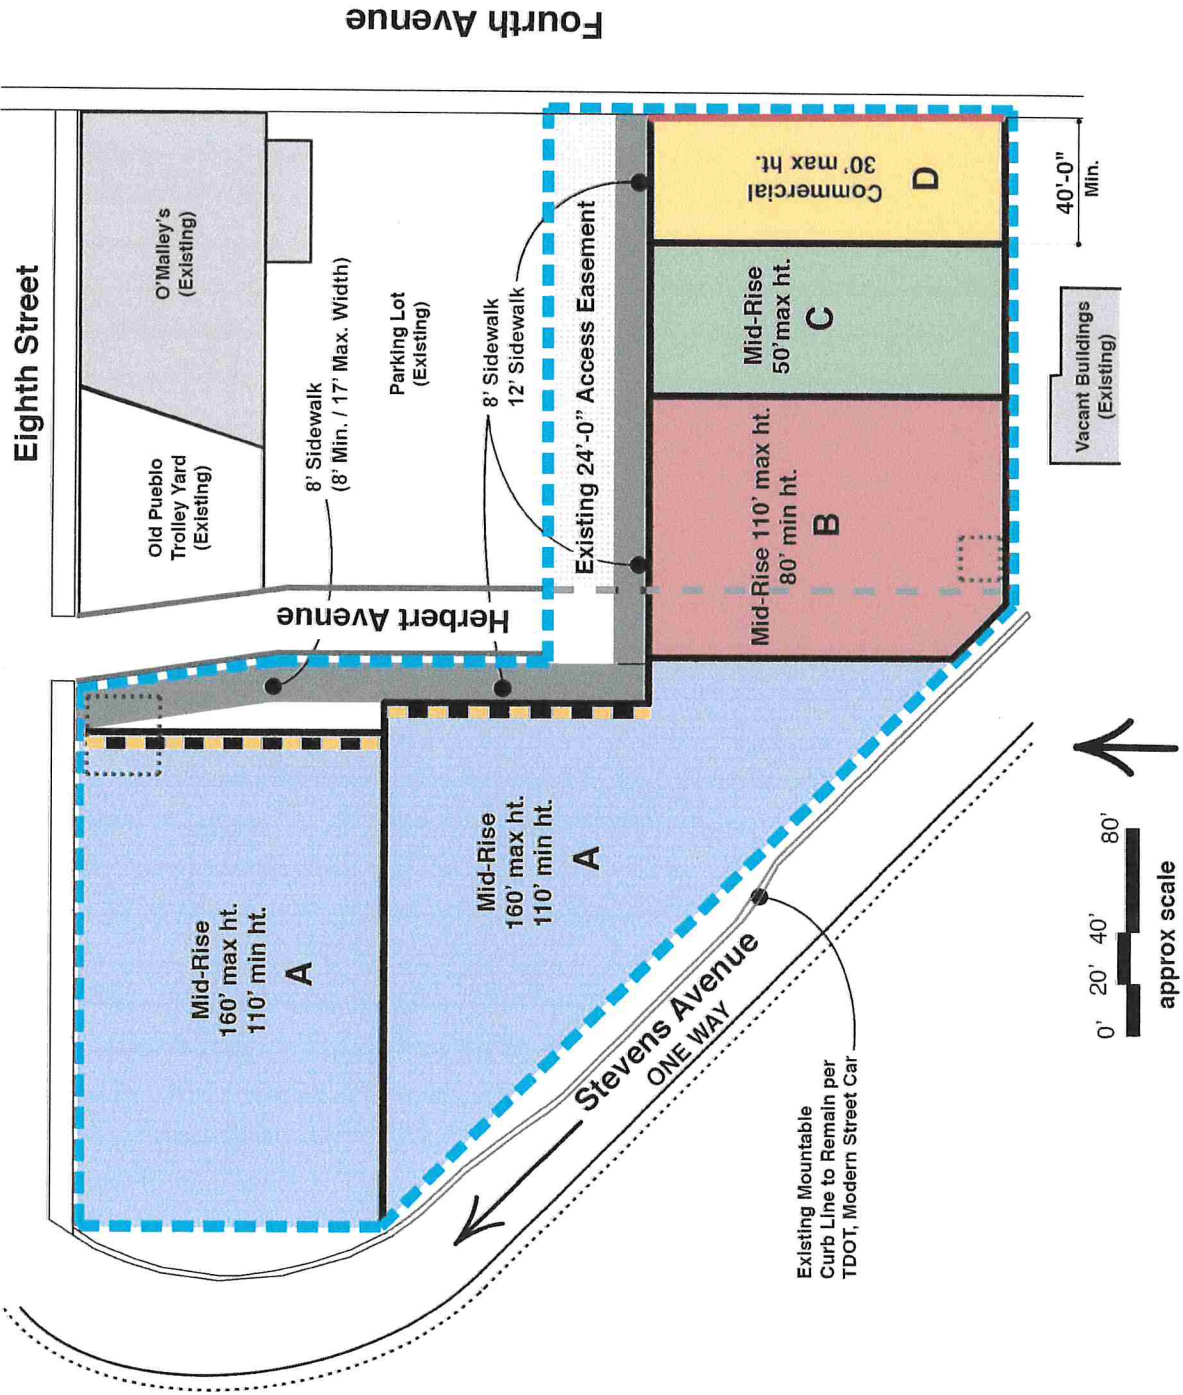 Fourth Avenue
Eighth Street
O'Malley's
(Existing)
Old Pueblo
Trolley Yard
(Existing)
8' Sidewalk
(8' Min. / 17' Max. Width)
Parking Lot
(Existing)
8' Sidewalk
12' Sidewalk
Existing 24'-0" Access Easement
Herbert Avenue
Commercial
30' max ht.
D
40'-0"
Min.
Mid-Rise
50'max ht.
C
Mid-Rise 110' max ht.
80' min ht.
B
Vacant Buildings
(Existing)
Mid-Rise
160' max ht.
110' min ht.
A
Mid-Rise
160' max ht.
110' min ht.
A
Stevens Avenue
ONE WAY
Existing Mountable
Curb Line to Remain per
TDOT, Modern Street Car
0' 20' 40' 80'
approx scale